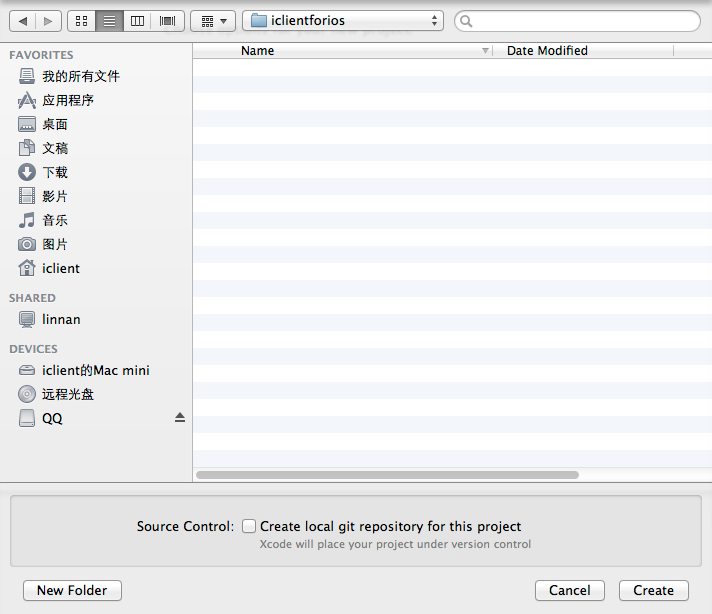 iclientforios
Name
Date Modified
FAVORITES
我的所有文件
应用程序
桌面
文稿
下载
影片
音乐
图片
iclient
SHARED
linnan
DEVICES
iclient的Mac mini
远程光盘
QQ
Source Control: Create local git repository for this project
Xcode will place your project under version control
New Folder
Cancel
Create